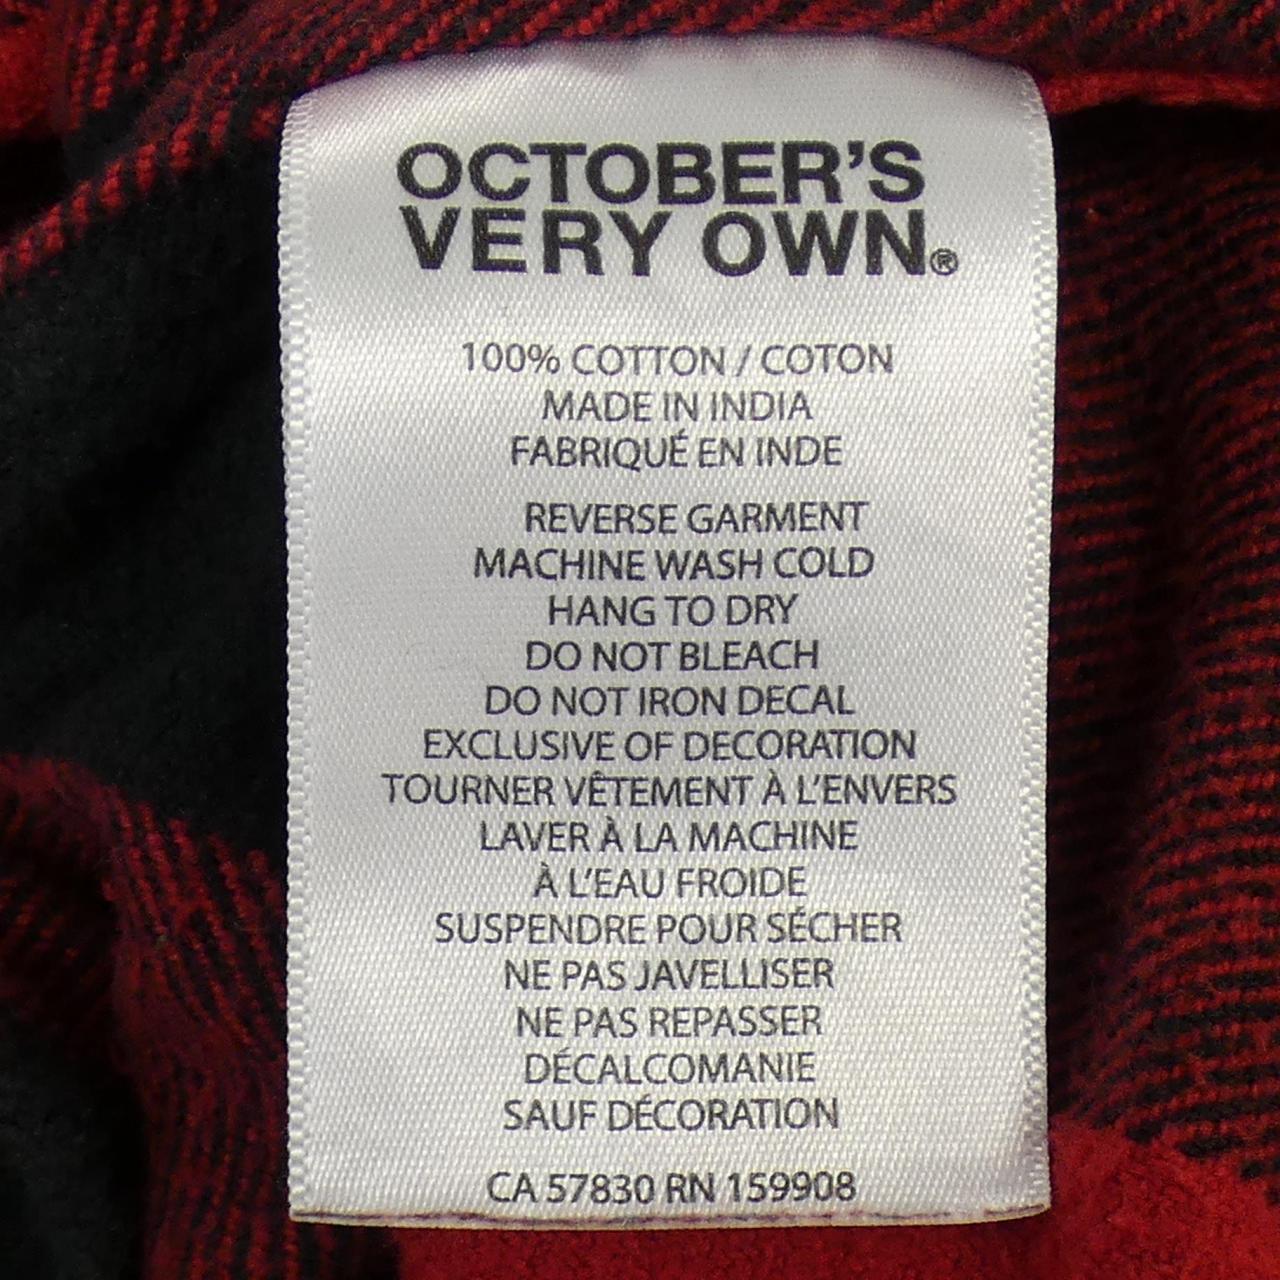 OCTOBER'S
VERY OWN®
100% COTTON / COTON
MADE IN INDIA
FABRIQUÉ EN INDE
REVERSE GARMENT
MACHINE WASH COLD
HANG TO DRY
DO NOT BLEACH
DO NOT IRON DECAL
EXCLUSIVE OF DECORATION
TOURNER VÊTEMENT À L'ENVERS
LAVER À LA MACHINE
À L'EAU FROIDE
SUSPENDRE POUR SÉCHER
NE PAS JAVELLISER
NE PAS REPASSER
DÉCALCOMANIE
SAUF DÉCORATION
CA 57830 RN 159908